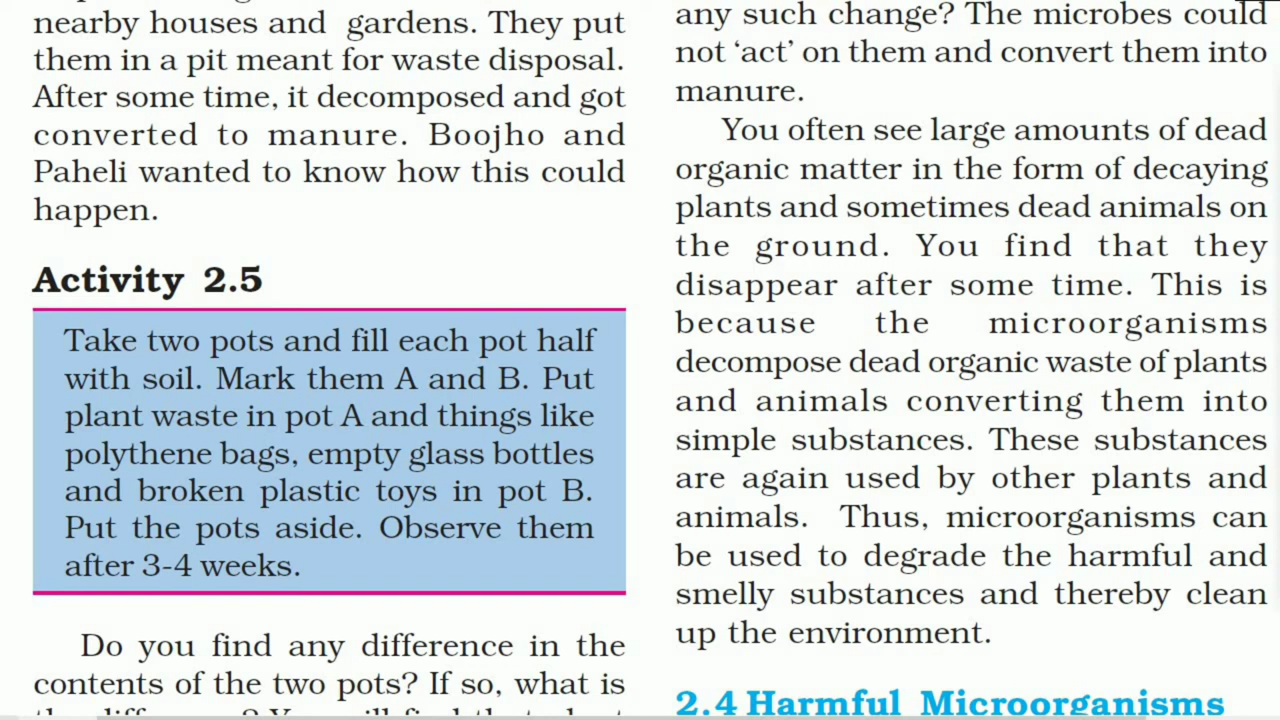 nearby houses and gardens. They put
them in a pit meant for waste disposal.
After some time, it decomposed and got
converted to manure. Boojho and
Paheli wanted to know how this could
happen.
Activity 2.5
Take two pots and fill each pot half
with soil. Mark them A and B. Put
plant waste in pot A and things like
polythene bags, empty glass bottles
and broken plastic toys in pot B.
Put the pots aside. Observe them
after 3-4 weeks.
Do you find any difference in the
contents of the two pots? If so, what is
any such change? The microbes could
not ‘act’ on them and convert them into
manure.
You often see large amounts of dead
organic matter in the form of decaying
plants and sometimes dead animals on
the ground. You find that they
disappear after some time. This is
because the microorganisms
decompose dead organic waste of plants
and animals converting them into
simple substances. These substances
are again used by other plants and
animals. Thus, microorganisms can
be used to degrade the harmful and
smelly substances and thereby clean
up the environment.
2.4 Harmful Microorganisms